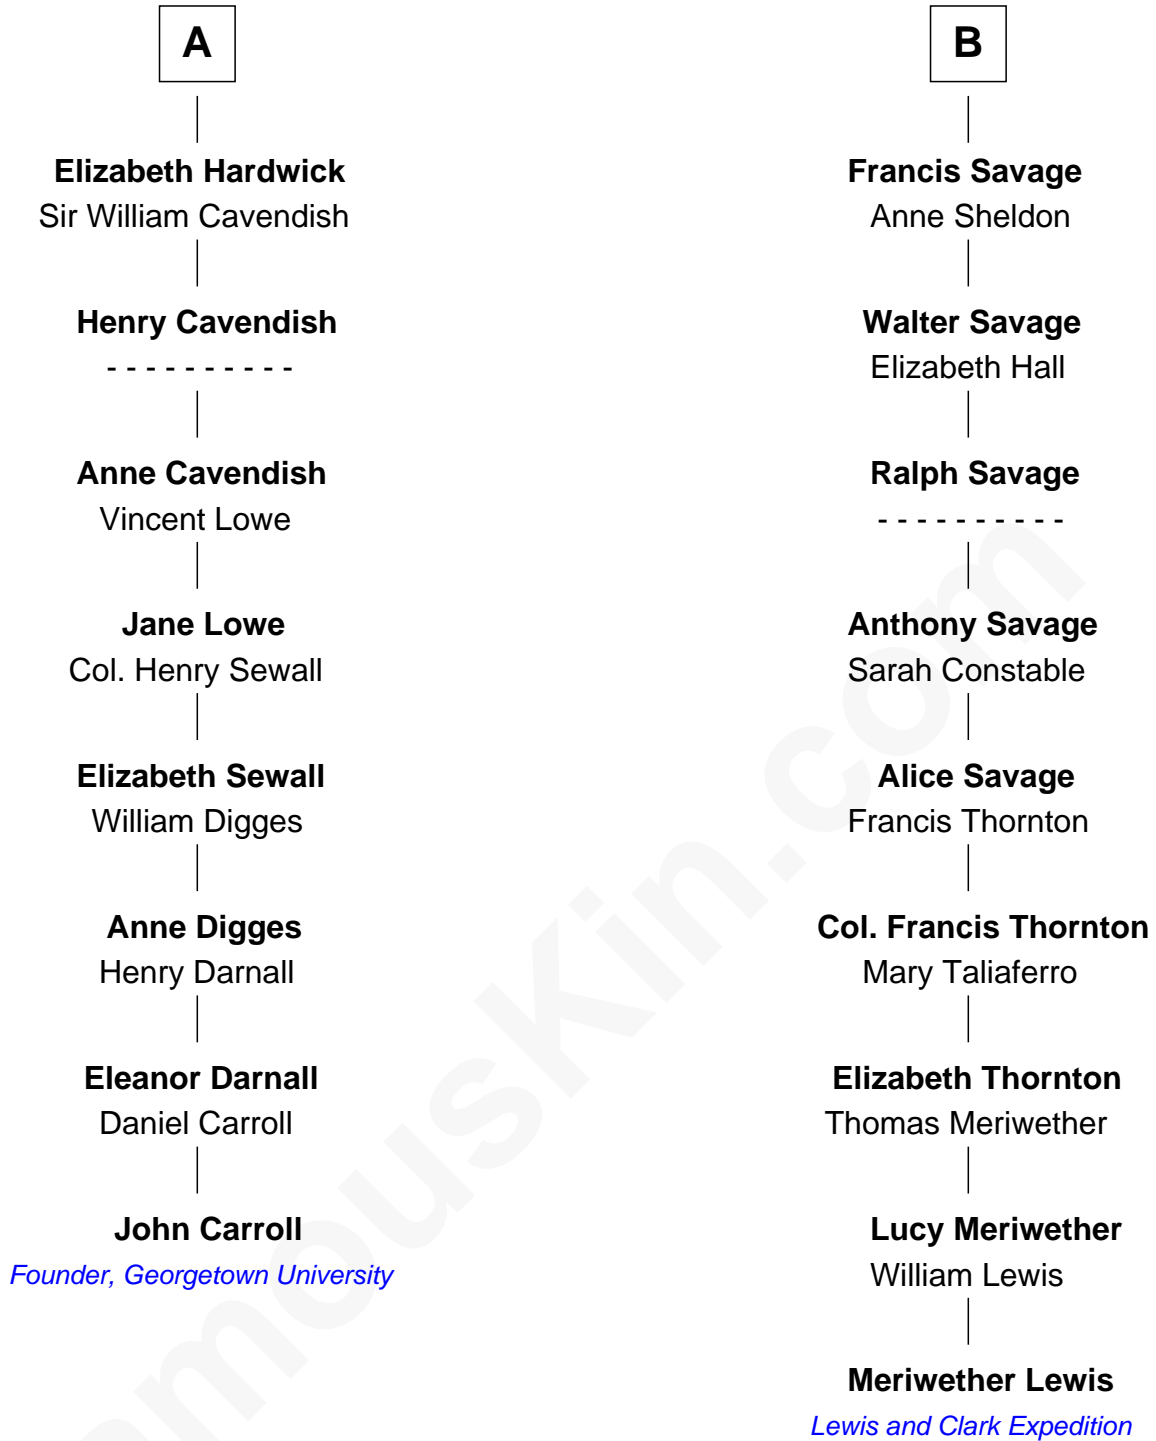 A
Elizabeth Hardwick
Sir William Cavendish
Henry Cavendish
- - - - - - - - - -
Anne Cavendish
Vincent Lowe
Jane Lowe
Col. Henry Sewall
Elizabeth Sewall
William Digges
Anne Digges
Henry Darnall
Eleanor Darnall
Daniel Carroll
John Carroll
Founder, Georgetown University
B
Francis Savage
Anne Sheldon
Walter Savage
Elizabeth Hall
Ralph Savage
- - - - - - - - - -
Anthony Savage
Sarah Constable
Alice Savage
Francis Thornton
Col. Francis Thornton
Mary Taliaferro
Elizabeth Thornton
Thomas Meriwether
Lucy Meriwether
William Lewis
Meriwether Lewis
Lewis and Clark Expedition
amousKin.com